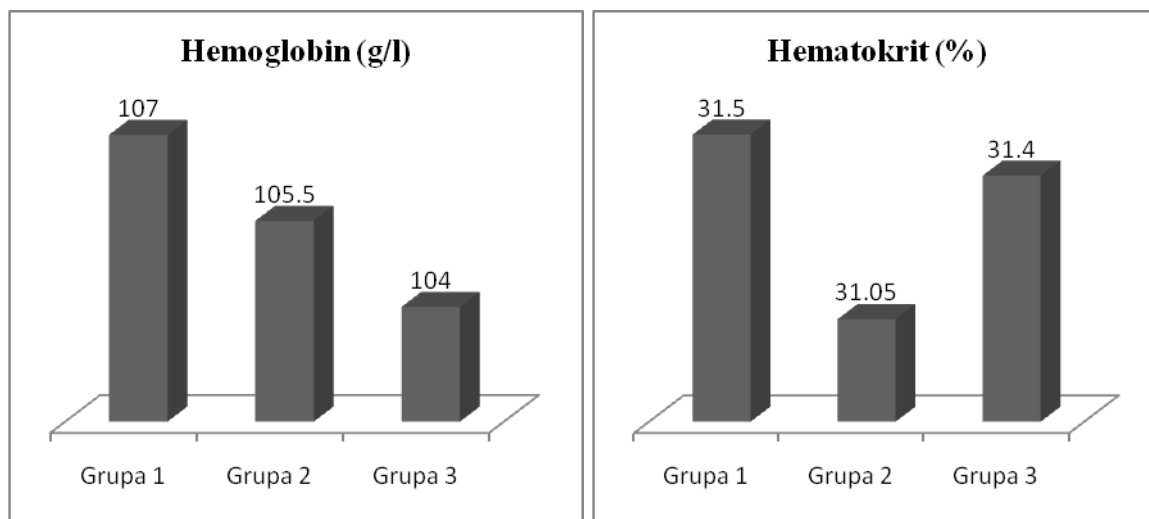 Hemoglobin (g/l)
107
105.5
104
Grupa 1
Grupa 2
Grupa 3
Hematokrit (%)
31.5
31.05
31.4
Grupa 1
Grupa 2
Grupa 3